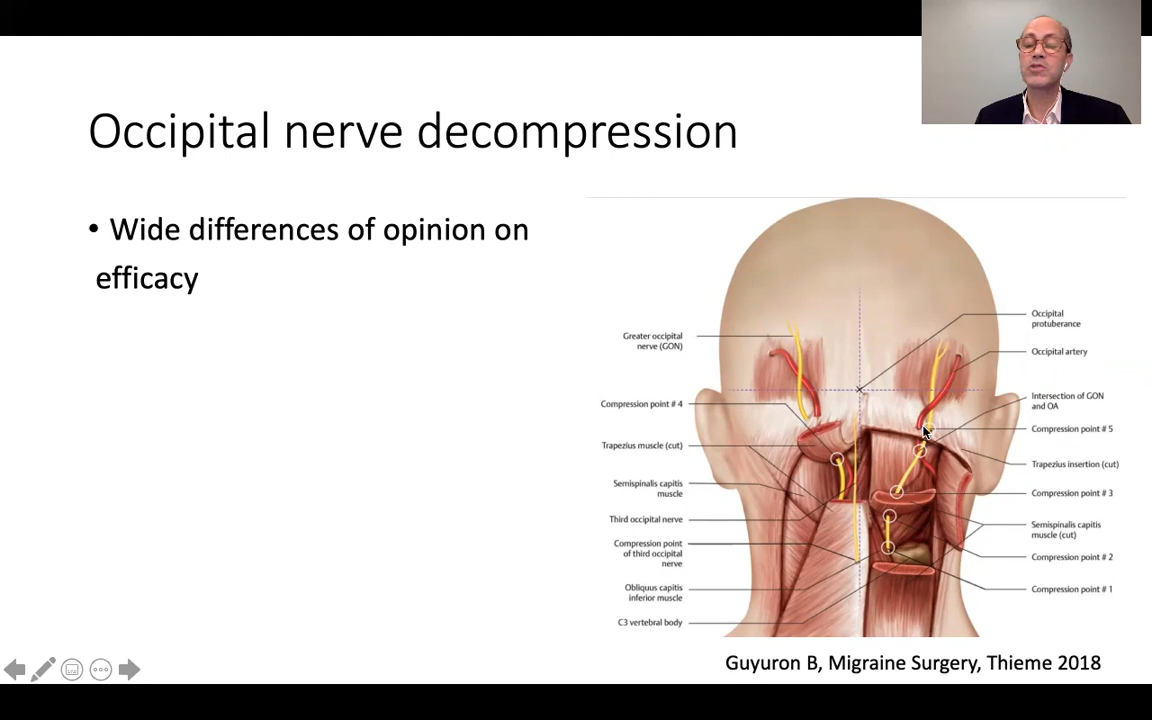 Occipital nerve decompression
• Wide differences of opinion on
efficacy
Greater occipital
nerve (GON)
Compression point # 4
Trapezius muscle (cut)
Semispinalis capitis
muscle
Third occipital nerve
Compression point
of third occipital
nerve
Obliquus capitis
inferior muscle
C3 vertebral body
Occipital
protuberance
Occipital artery
Intersection of GON
and OA
Compression point # 5
Trapezius insertion (cut)
Compression point # 3
Semispinalis capitis
muscle (cut)
Compression point # 2
Compression point # 1
Guyuron B, Migraine Surgery, Thieme 2018